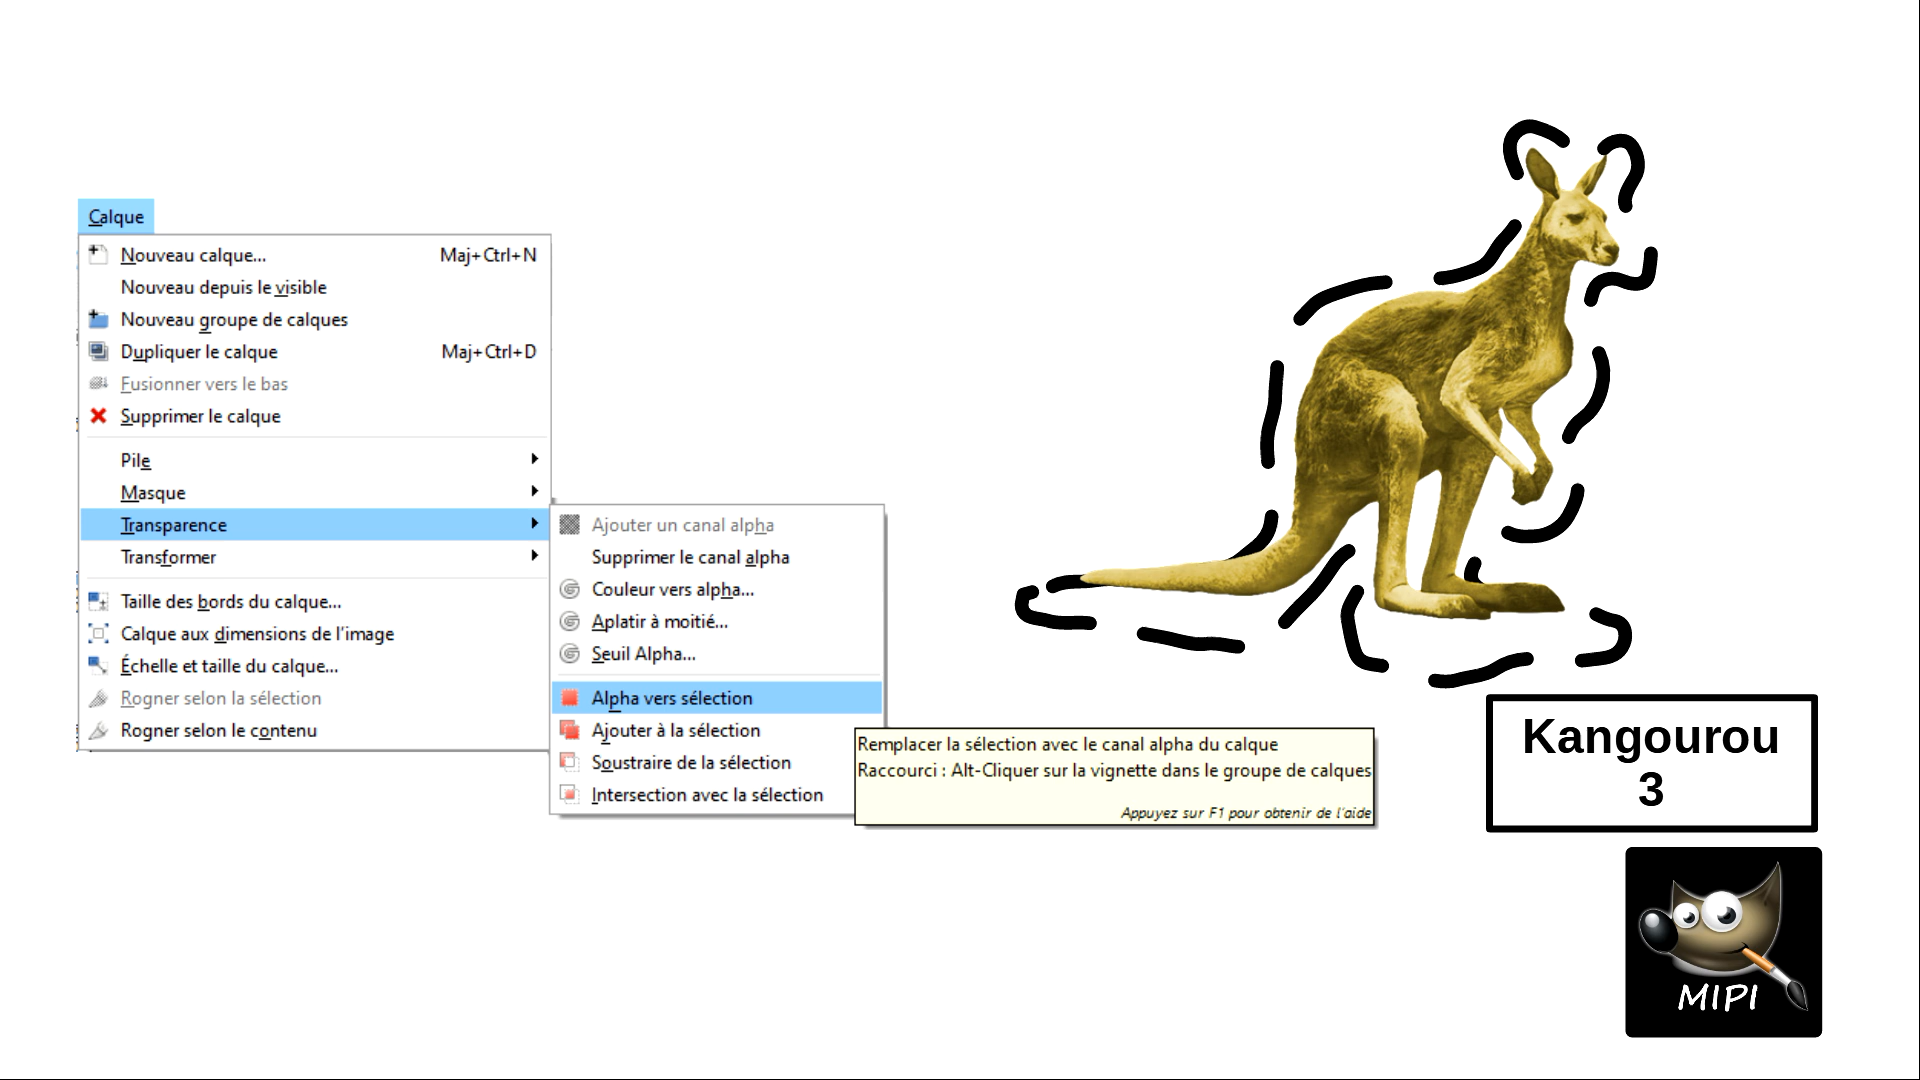 Calque
Nouveau calque... Maj+Ctrl+N
Nouveau depuis le visible
Nouveau groupe de calques
Dupliquer le calque Maj+Ctrl+D
Fusionner vers le bas
Supprimer le calque
Pile
Masque
Transparence
Transformer
Taille des bords du calque...
Calque aux dimensions de l'image
Échelle et taille du calque...
Rogner selon la sélection
Rogner selon le contenu
Ajouter un canal alpha
Supprimer le canal alpha
Couleur vers alpha...
Aplatir à moitié...
Seuil Alpha...
Alpha vers sélection
Ajouter à la sélection
Soustraire de la sélection
Intersection avec la sélection
Remplacer la sélection avec le canal alpha du calque
Raccourci : Alt-Cliquer sur la vignette dans le groupe de calques
Appuyez sur F1 pour obtenir de l'aide
Kangourou
3
MIPI